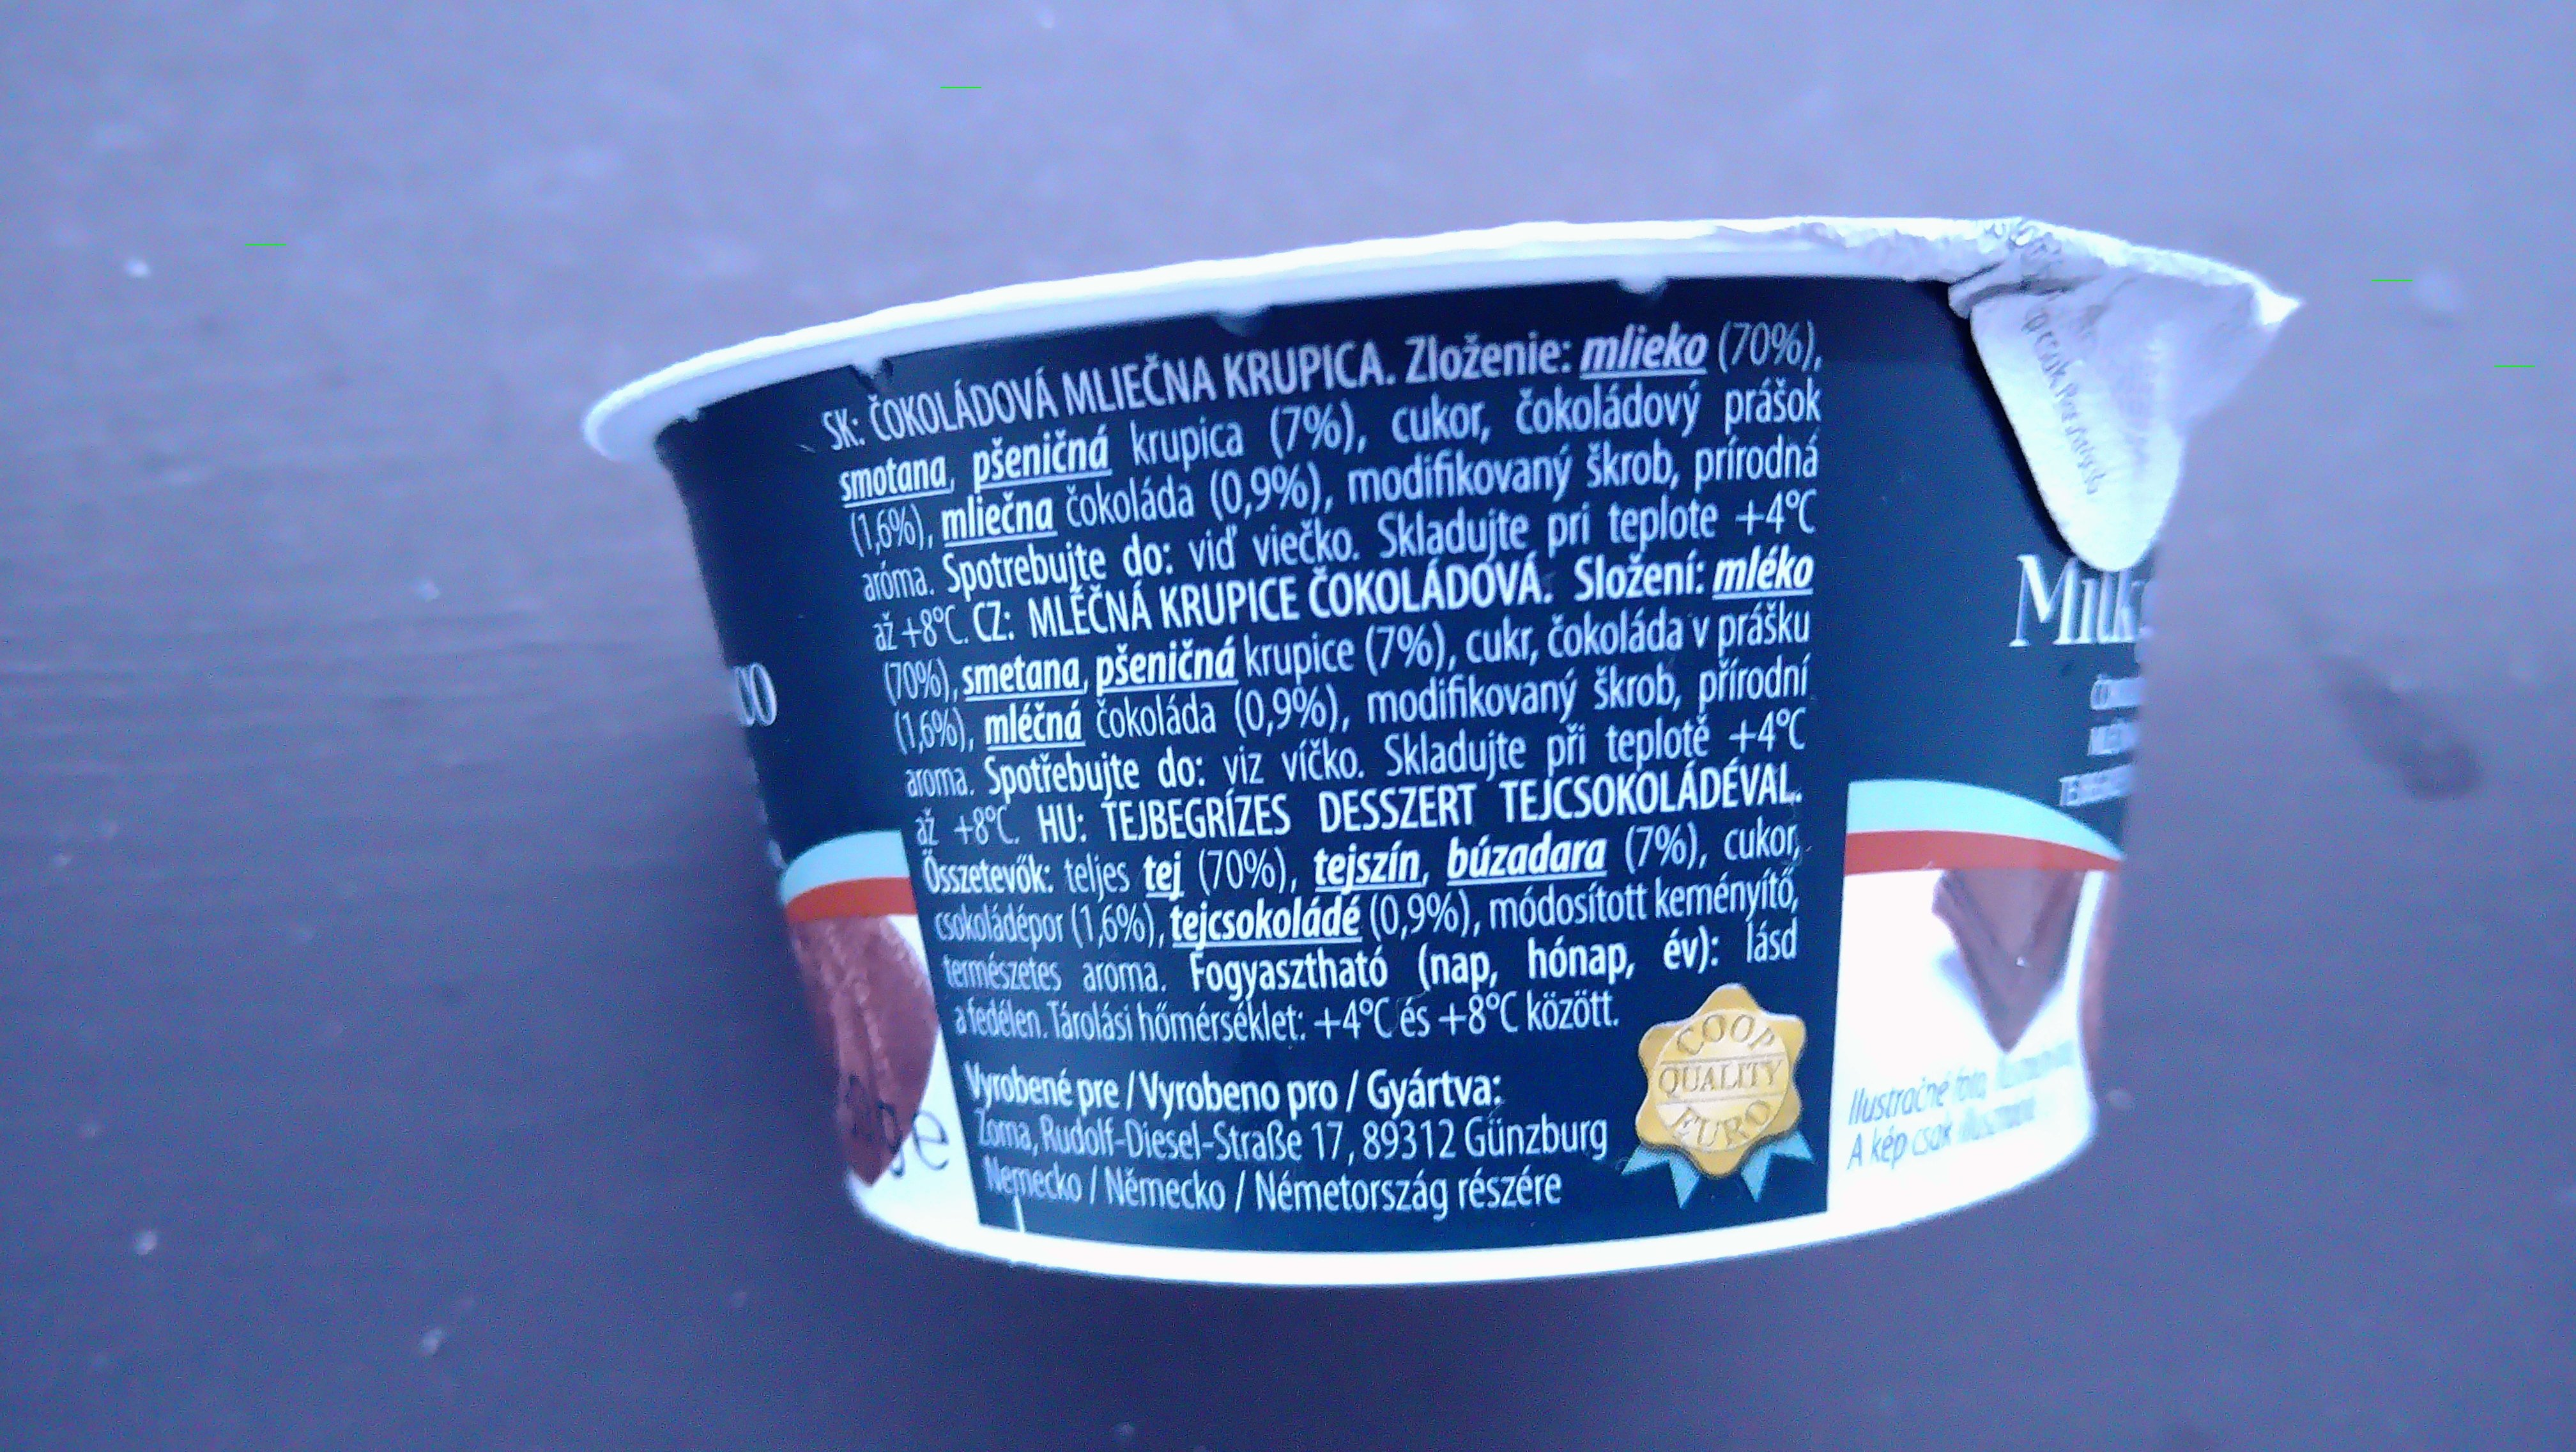 SK: ČOKOLÁDOVÁ MLIEČNA KRUPICA. Zloženie: mlieko (70%),
smotana, pšeničná krupica (7%), cukor, čokoládový prášok
(1,6%), mliečna čokoláda (0,9%), modifikovaný škrob, prírodná
aróma. Spotrebujte do: viď viečko. Skladujte pri teplote +4°C
až +8°C. CZ: MLÉČNÁ KRUPICE ČOKOLÁDOVÁ. Složení: mléko
(70%), smetana, pšeničná krupice (7%), cukr, čokoláda v prášku
(1,6%), mléčná čokoláda (0,9%), modifikovaný škrob, přírodní
aroma. Spotřebujte do: viz víčko. Skladujte při teplotě +4°C
až +8°C. HU: TEJBEGRÍZES DESSZERT TEJCSOKOLÁDÉVAL.
Összetevők: teljes tej (70%), tejszín, búzadara (7%), cukor,
csokoládépor (1,6%), tejcsokoládé (0,9%), módosított keményítő,
természetes aroma. Fogyasztható (nap, hónap, év): lásd
a fedélen. Tárolási hőmérséklet: +4°C és +8°C között.
Vyrobené pre / Vyrobeno pro / Gyártva:
Zoma, Rudolf-Diesel-Straße 17, 89312 Günzburg
Nemecko / Německo / Németország részére
COOP
QUALITY
EURO
Ilustračné foto,
A kép csak